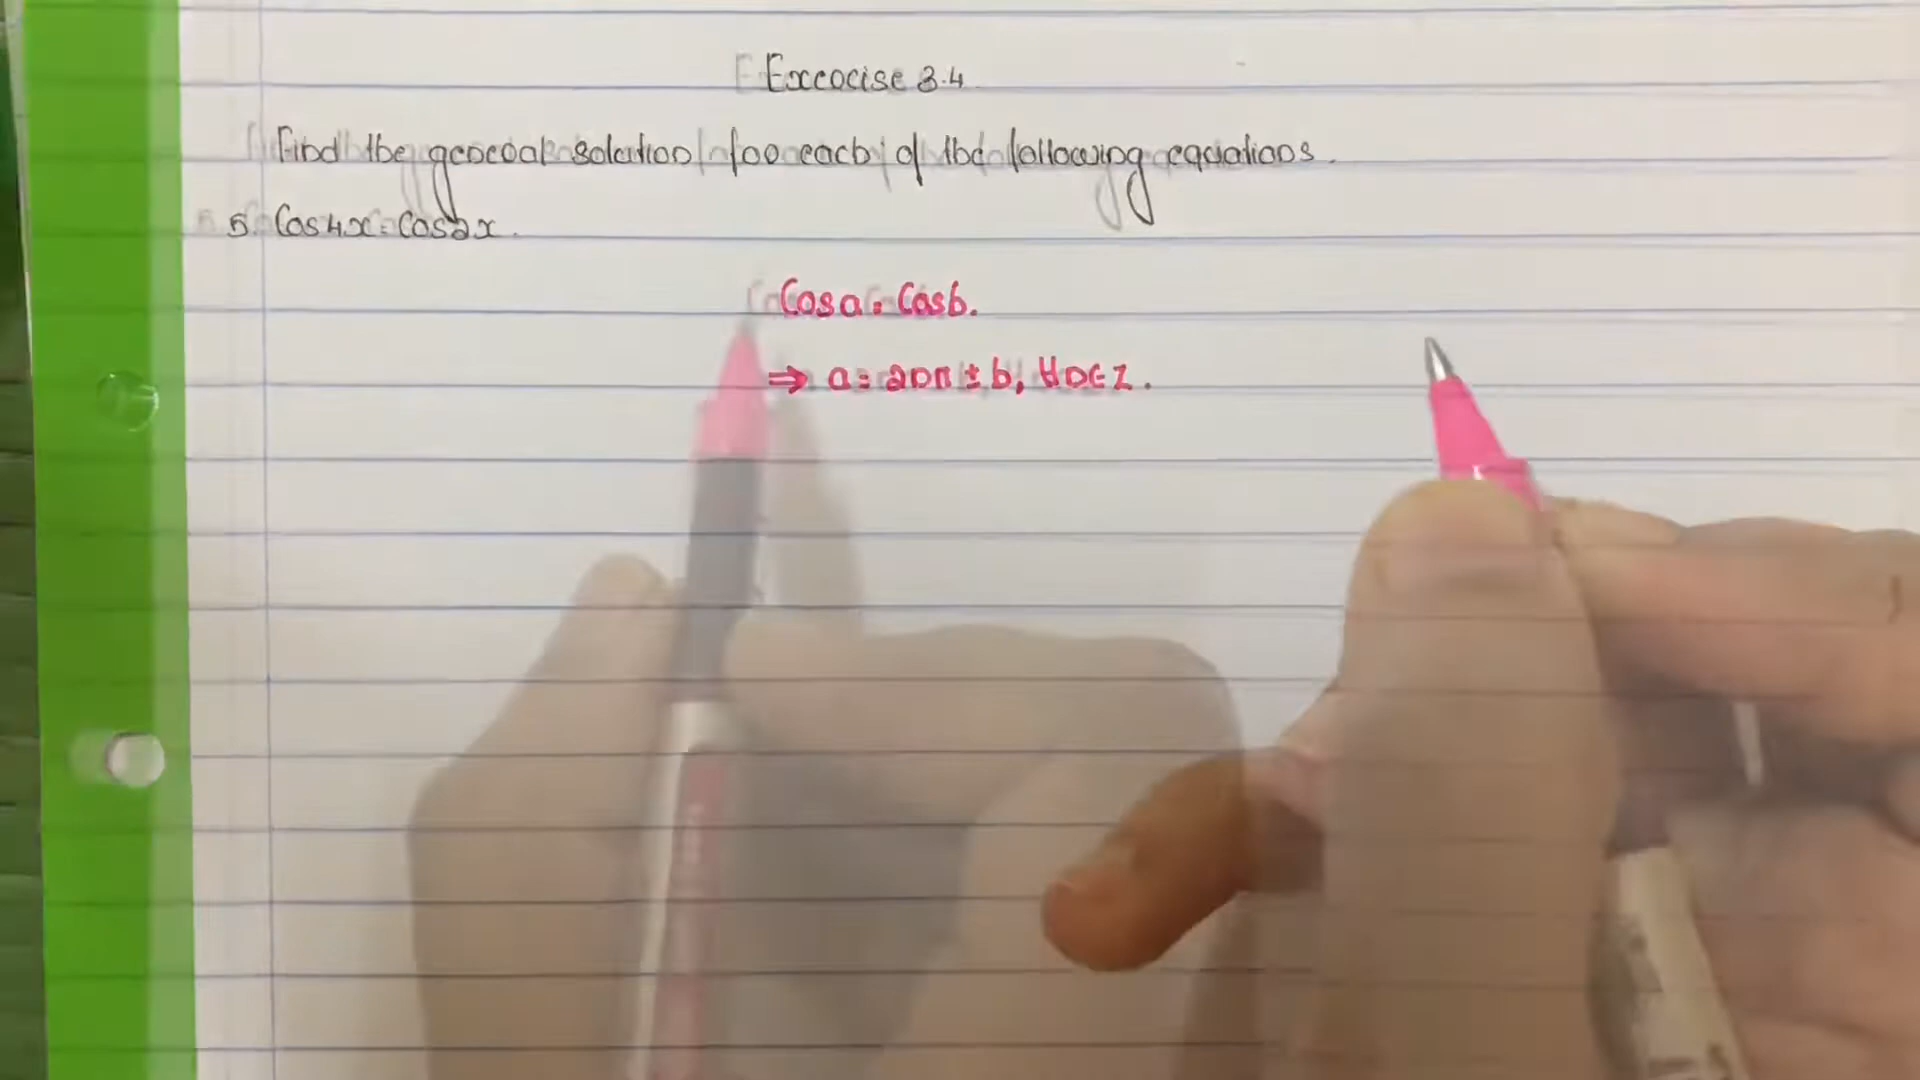 Exercise 3.4
Find the general solution for each of the following equations.
5. Cos4x = Cos2x.
Cosa = Cosb.
⇒ a = 2nπ ± b, ∀n∈Z.